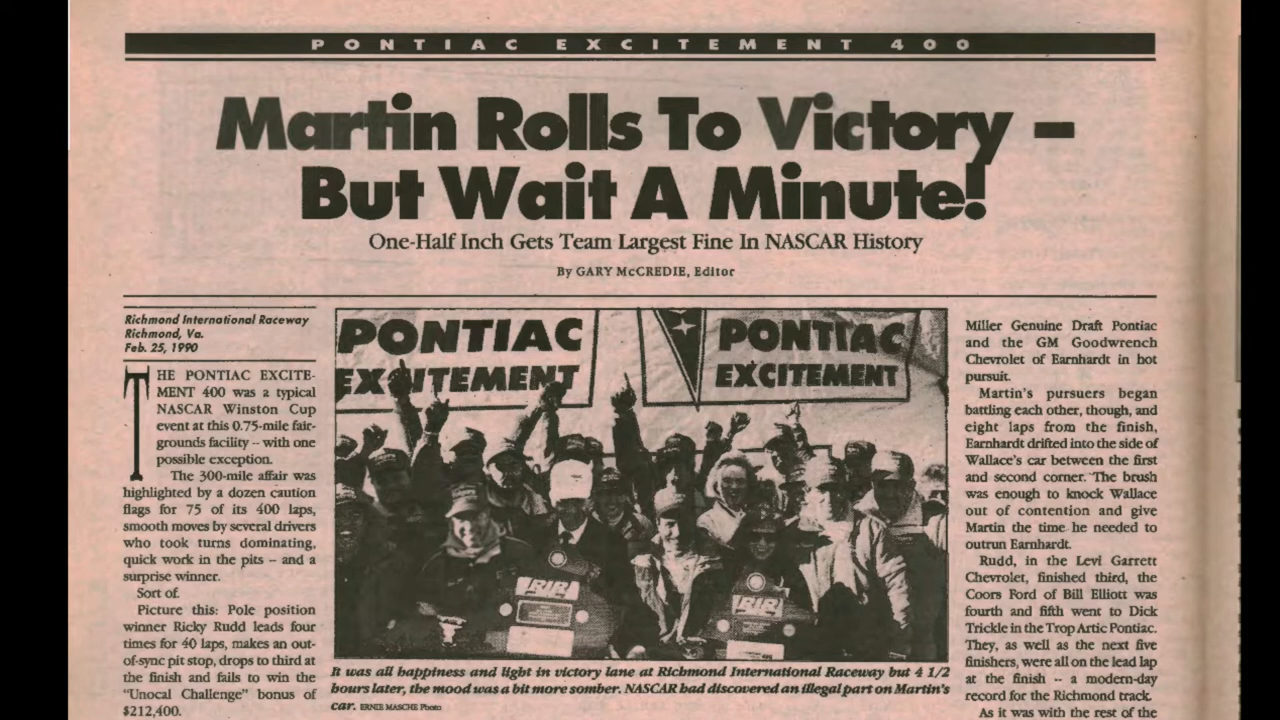 PONTIAC EXCITEMENT 400
Martin Rolls To Victory –
But Wait A Minute!
One-Half Inch Gets Team Largest Fine In NASCAR History
By GARY McCREDIE, Editor
Richmond International Raceway
Richmond, Va.
Feb. 25, 1990
THE PONTIAC EXCITE-
MENT 400 was a typical
NASCAR Winston Cup
event at this 0.75-mile fair-
grounds facility -- with one
possible exception.
The 300-mile affair was
highlighted by a dozen caution
flags for 75 of its 400 laps,
smooth moves by several drivers
who took turns dominating,
quick work in the pits -- and a
surprise winner.
Sort of.
Picture this: Pole position
winner Ricky Rudd leads four
times for 40 laps, makes an out-
of-sync pit stop, drops to third at
the finish and fails to win the
"Unocal Challenge" bonus of
$212,400.
PONTIAC
EXCITEMENT
PONTIAC
EXCITEMENT
RIR
RIR
It was all happiness and light in victory lane at Richmond International Raceway but 4 1/2
hours later, the mood was a bit more somber. NASCAR had discovered an illegal part on Martin's
car. ERNIE MASCHE Photo
Miller Genuine Draft Pontiac
and the GM Goodwrench
Chevrolet of Earnhardt in hot
pursuit.
Martin's pursuers began
battling each other, though, and
eight laps from the finish,
Earnhardt drifted into the side of
Wallace's car between the first
and second corner. The brush
was enough to knock Wallace
out of contention and give
Martin the time he needed to
outrun Earnhardt.
Rudd, in the Levi Garrett
Chevrolet, finished third, the
Coors Ford of Bill Elliott was
fourth and fifth went to Dick
Trickle in the Trop Artic Pontiac.
They, as well as the next five
finishers, were all on the lead lap
at the finish -- a modern-day
record for the Richmond track.
As it was with the rest of the